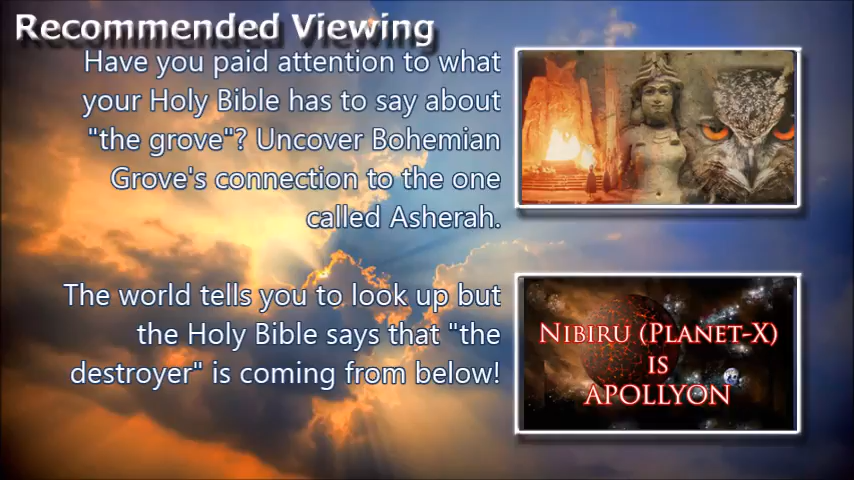 Recommended Viewing
Have you paid attention to what
your Holy Bible has to say about
"the grove"? Uncover Bohemian
Grove's connection to the one
called Asherah.
The world tells you to look up but
the Holy Bible says that "the
destroyer" is coming from below!
NIBIRU (PLANET-X)
IS
APOLLYON